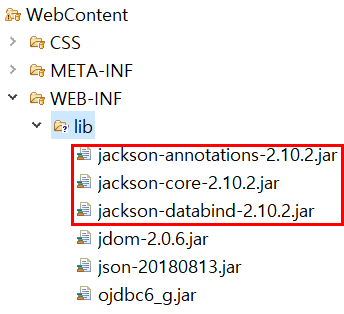 WebContent
CSS
META-INF
WEB-INF
lib
jackson-annotations-2.10.2.jar
jackson-core-2.10.2.jar
jackson-databind-2.10.2.jar
jdom-2.0.6.jar
json-20180813.jar
ojdbc6_g.jar